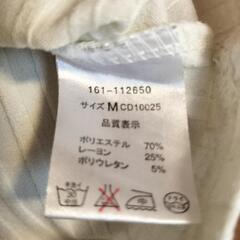 161-112650
サイズ M CD10025
品質表示
ポリエステル 70%
レーヨン 25%
ポリウレタン 5%